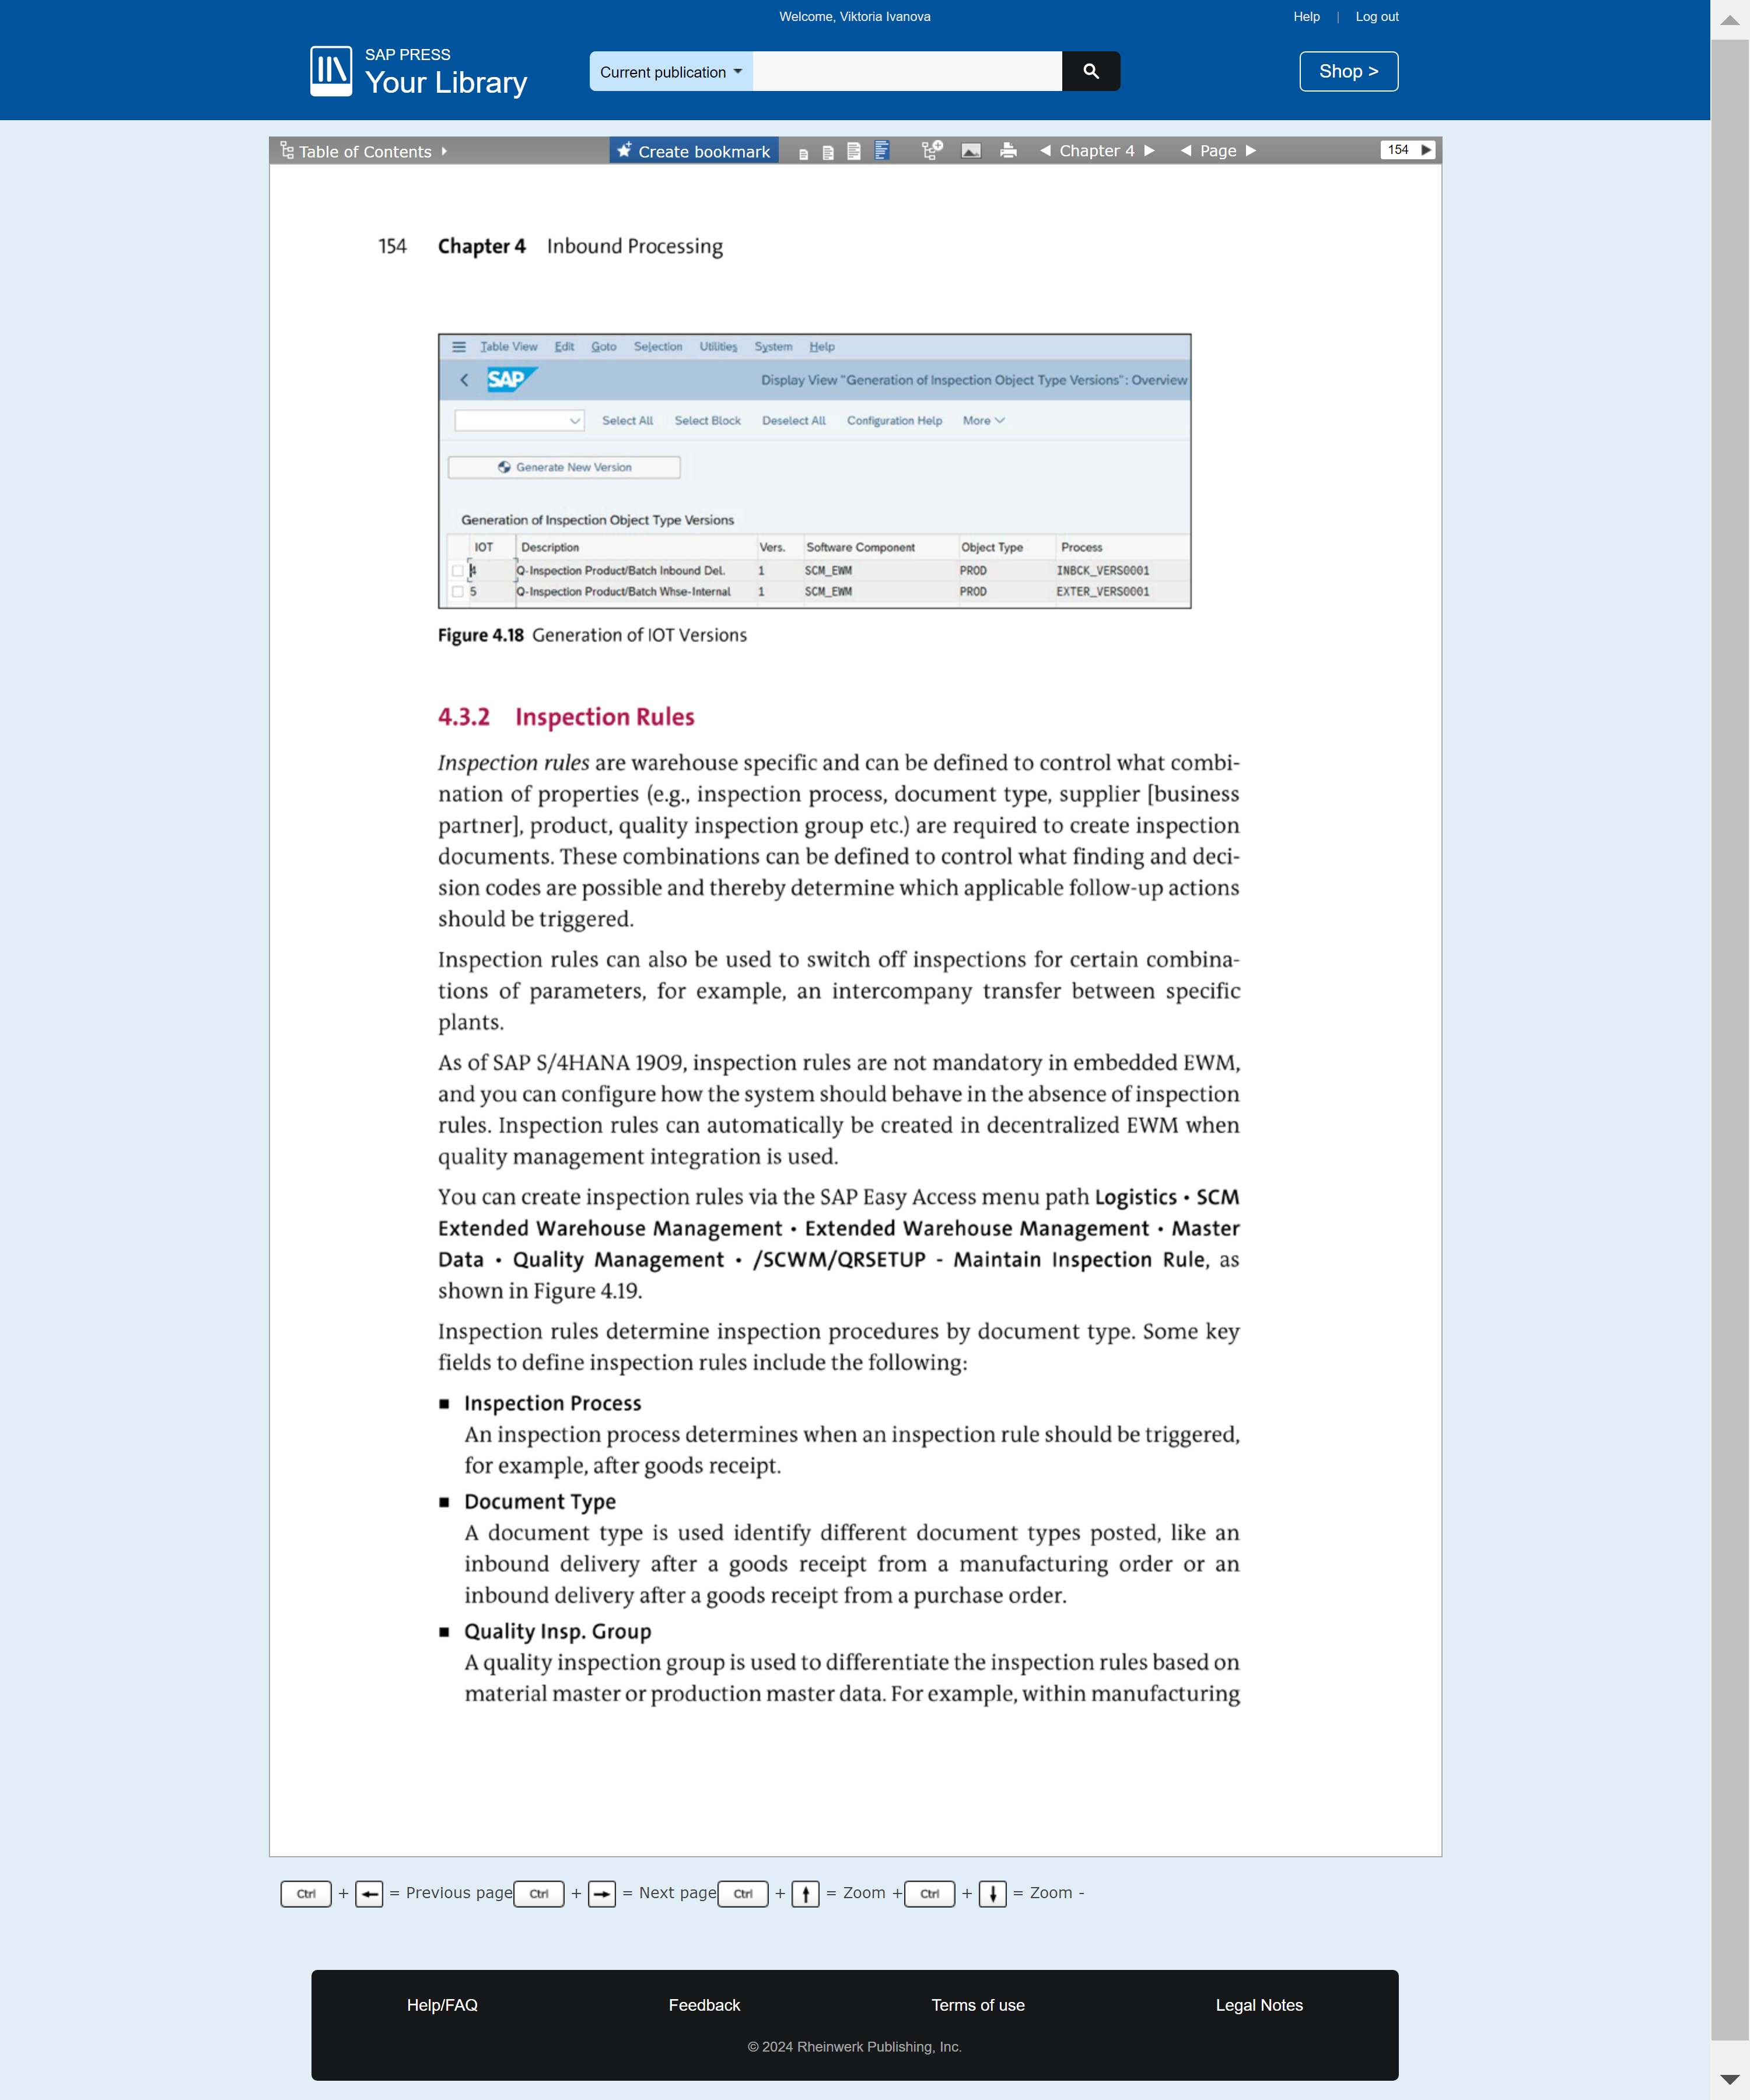 Welcome, Viktoria Ivanova
Help | Log out
SAP PRESS
Your Library
Current publication
Shop >
Table of Contents
Create bookmark
Chapter 4
Page
154
154 Chapter 4 Inbound Processing
Table View Edit Goto Selection Utilities System Help
SAP
Display View "Generation of Inspection Object Type Versions": Overview
Select All Select Block Deselect All Configuration Help More
Generate New Version
Generation of Inspection Object Type Versions
IOT Description Vers. Software Component Object Type Process
4 Q-Inspection Product/Batch Inbound Del. 1 SCM_EWM PROD INBCK_VERS0001
5 Q-Inspection Product/Batch Whse-Internal 1 SCM_EWM PROD EXTER_VERS0001
Figure 4.18 Generation of IOT Versions
4.3.2 Inspection Rules
Inspection rules are warehouse specific and can be defined to control what combi-
nation of properties (e.g., inspection process, document type, supplier [business
partner], product, quality inspection group etc.) are required to create inspection
documents. These combinations can be defined to control what finding and deci-
sion codes are possible and thereby determine which applicable follow-up actions
should be triggered.
Inspection rules can also be used to switch off inspections for certain combina-
tions of parameters, for example, an intercompany transfer between specific
plants.
As of SAP S/4HANA 1909, inspection rules are not mandatory in embedded EWM,
and you can configure how the system should behave in the absence of inspection
rules. Inspection rules can automatically be created in decentralized EWM when
quality management integration is used.
You can create inspection rules via the SAP Easy Access menu path Logistics • SCM
Extended Warehouse Management • Extended Warehouse Management • Master
Data • Quality Management • /SCWM/QRSETUP - Maintain Inspection Rule, as
shown in Figure 4.19.
Inspection rules determine inspection procedures by document type. Some key
fields to define inspection rules include the following:
■ Inspection Process
An inspection process determines when an inspection rule should be triggered,
for example, after goods receipt.
■ Document Type
A document type is used identify different document types posted, like an
inbound delivery after a goods receipt from a manufacturing order or an
inbound delivery after a goods receipt from a purchase order.
■ Quality Insp. Group
A quality inspection group is used to differentiate the inspection rules based on
material master or production master data. For example, within manufacturing
Ctrl + ← = Previous page Ctrl + → = Next page Ctrl + ↑ = Zoom + Ctrl + ↓ = Zoom -
Help/FAQ Feedback Terms of use Legal Notes
© 2024 Rheinwerk Publishing, Inc.